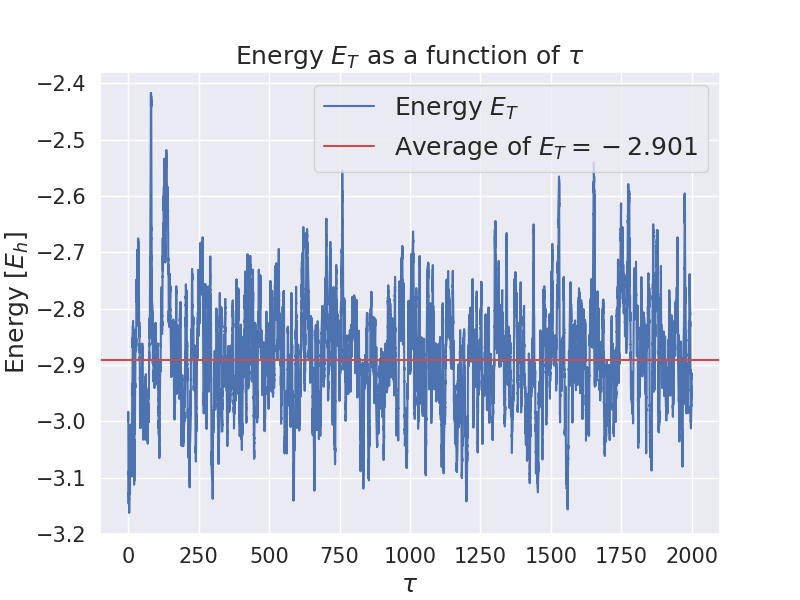 Energy $E_T$ as a function of $\tau$
Energy $E_T$
Average of $E_T = -2.901$
Energy [$E_h$]
−2.4
−2.5
−2.6
−2.7
−2.8
−2.9
−3.0
−3.1
−3.2
0 250 500 750 1000 1250 1500 1750 2000
$\tau$